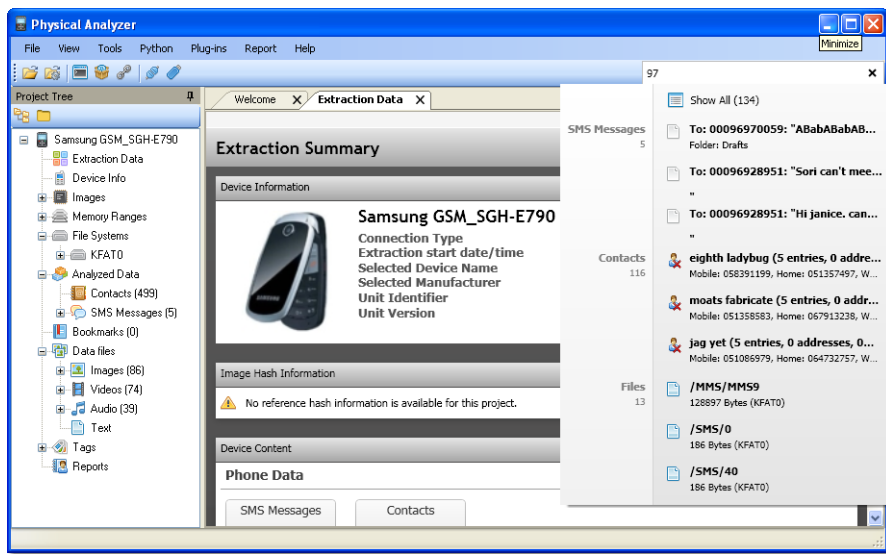 Physical Analyzer
File View Tools Python Plug-ins Report Help
Minimize
97
Project Tree
Welcome X Extraction Data X
Samsung GSM_SGH-E790
Extraction Data
Device Info
Images
Memory Ranges
File Systems
KFAT0
Analyzed Data
Contacts (499)
SMS Messages (5)
Bookmarks (0)
Data files
Images (86)
Videos (74)
Audio (39)
Text
Tags
Reports
Extraction Summary
Device Information
Samsung GSM_SGH-E790
Connection Type
Extraction start date/time
Selected Device Name
Selected Manufacturer
Unit Identifier
Unit Version
Image Hash Information
No reference hash information is available for this project.
Device Content
Phone Data
SMS Messages Contacts
Show All (134)
SMS Messages
5
To: 00096970059: "ABabABabAB...
Folder: Drafts
To: 00096928951: "Sori can't mee...
"
To: 00096928951: "Hi janice. can...
"
Contacts
116
eighth ladybug (5 entries, 0 addre...
Mobile: 058391199, Home: 051357497, W...
moats fabricate (5 entries, 0 addr...
Mobile: 051358583, Home: 067913238, W...
jag yet (5 entries, 0 addresses, 0...
Mobile: 051086979, Home: 064732757, W...
Files
13
/MMS/MMS9
128897 Bytes (KFAT0)
/SMS/0
186 Bytes (KFAT0)
/SMS/40
186 Bytes (KFAT0)